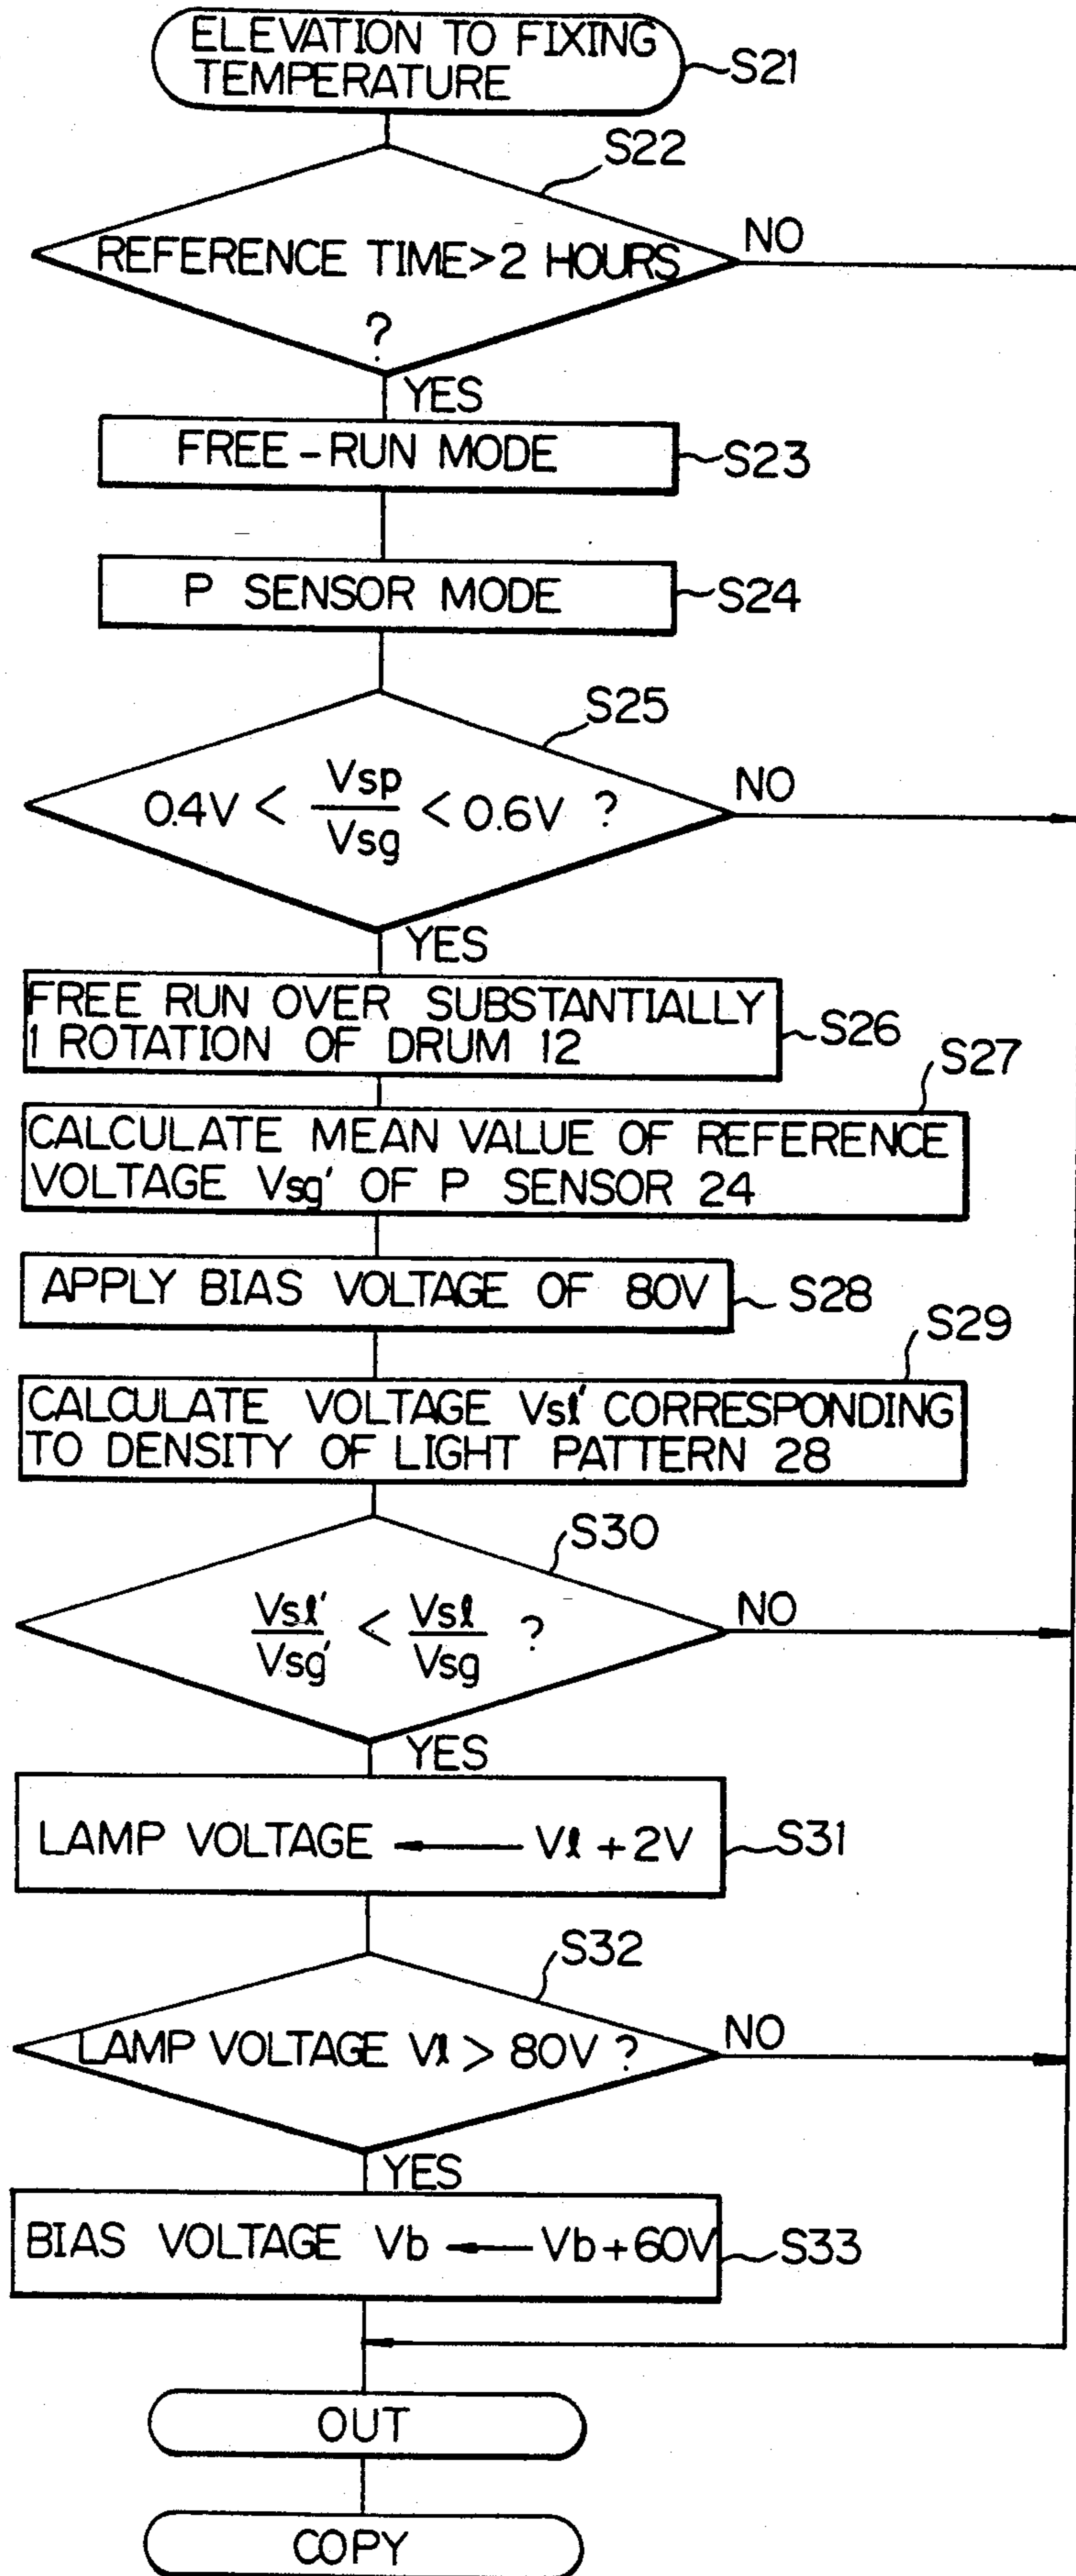 ELEVATION TO FIXING
TEMPERATURE
S21
S22
REFERENCE TIME>2 HOURS
?
NO
YES
FREE-RUN MODE
S23
P SENSOR MODE
S24
S25
0.4V < Vsp/Vsg < 0.6V ?
NO
YES
FREE RUN OVER SUBSTANTIALLY
1 ROTATION OF DRUM 12
S26
S27
CALCULATE MEAN VALUE OF REFERENCE
VOLTAGE Vsg' OF P SENSOR 24
APPLY BIAS VOLTAGE OF 80V
S28
S29
CALCULATE VOLTAGE Vsl' CORRESPONDING
TO DENSITY OF LIGHT PATTERN 28
S30
Vsl'/Vsg' < Vsl/Vsg ?
NO
YES
LAMP VOLTAGE ← Vl+2V
S31
S32
LAMP VOLTAGE Vl > 80V ?
NO
YES
BIAS VOLTAGE Vb ← Vb+60V
S33
OUT
COPY